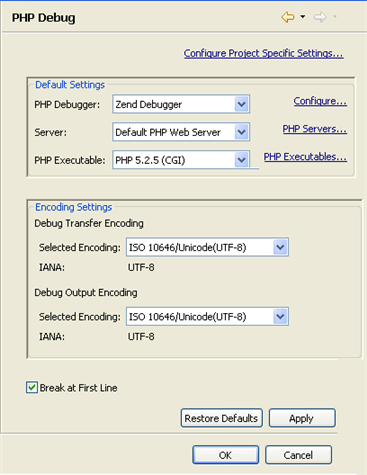 PHP Debug
Configure Project Specific Settings...
Default Settings
PHP Debugger: Zend Debugger Configure...
Server: Default PHP Web Server PHP Servers...
PHP Executable: PHP 5.2.5 (CGI) PHP Executables...
Encoding Settings
Debug Transfer Encoding
Selected Encoding: ISO 10646/Unicode(UTF-8)
IANA: UTF-8
Debug Output Encoding
Selected Encoding: ISO 10646/Unicode(UTF-8)
IANA: UTF-8
Break at First Line
Restore Defaults Apply
OK Cancel